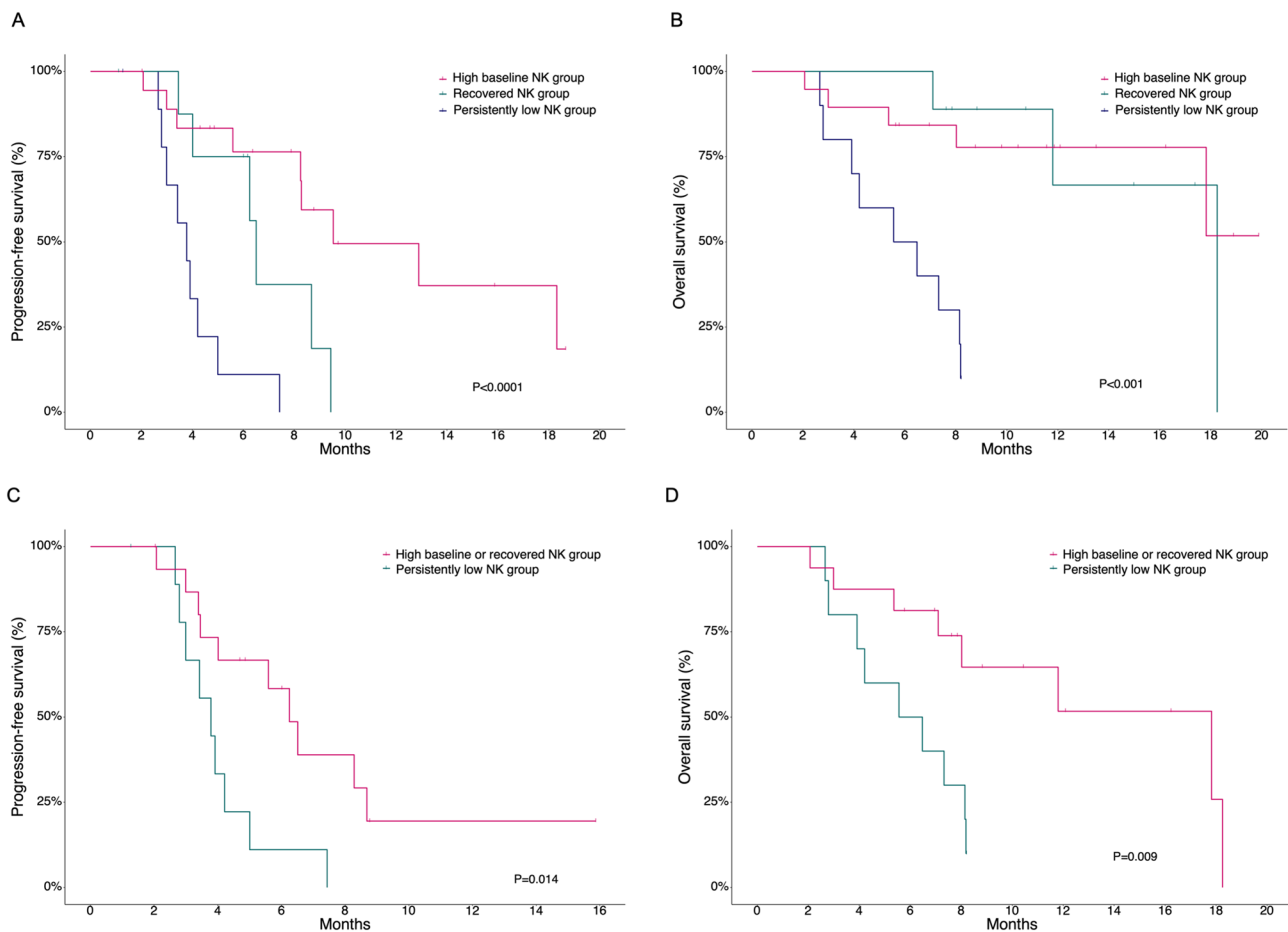 A
100%
75%
50%
25%
0%
Progression-free survival (%)
High baseline NK group
Recovered NK group
Persistently low NK group
P<0.0001
0 2 4 6 8 10 12 14 16 18 20
Months
B
100%
75%
50%
25%
0%
Overall survival (%)
High baseline NK group
Recovered NK group
Persistently low NK group
P<0.001
0 2 4 6 8 10 12 14 16 18 20
Months
C
100%
75%
50%
25%
0%
Progression-free survival (%)
High baseline or recovered NK group
Persistently low NK group
P=0.014
0 2 4 6 8 10 12 14 16
Months
D
100%
75%
50%
25%
0%
Overall survival (%)
High baseline or recovered NK group
Persistently low NK group
P=0.009
0 2 4 6 8 10 12 14 16 18 20
Months